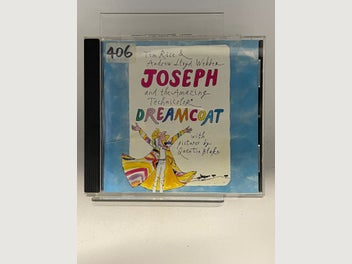 406
Tim Rice &
Andrew Lloyd Webber
JOSEPH
and the Amazing
Technicolor
DREAMCOAT
with
pictures by
Quentin Blake